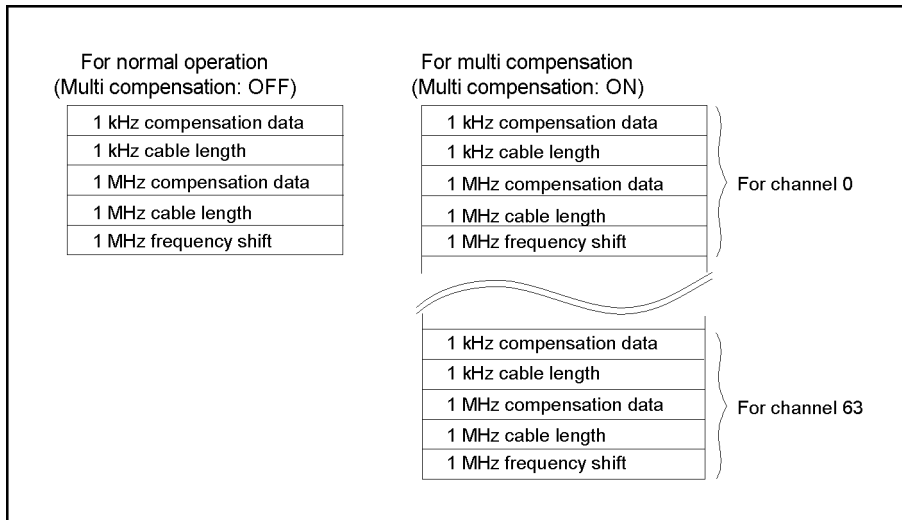 For normal operation
(Multi compensation: OFF)
1 kHz compensation data
1 kHz cable length
1 MHz compensation data
1 MHz cable length
1 MHz frequency shift
For multi compensation
(Multi compensation: ON)
1 kHz compensation data
1 kHz cable length
1 MHz compensation data
1 MHz cable length
1 MHz frequency shift
For channel 0
1 kHz compensation data
1 kHz cable length
1 MHz compensation data
1 MHz cable length
1 MHz frequency shift
For channel 63